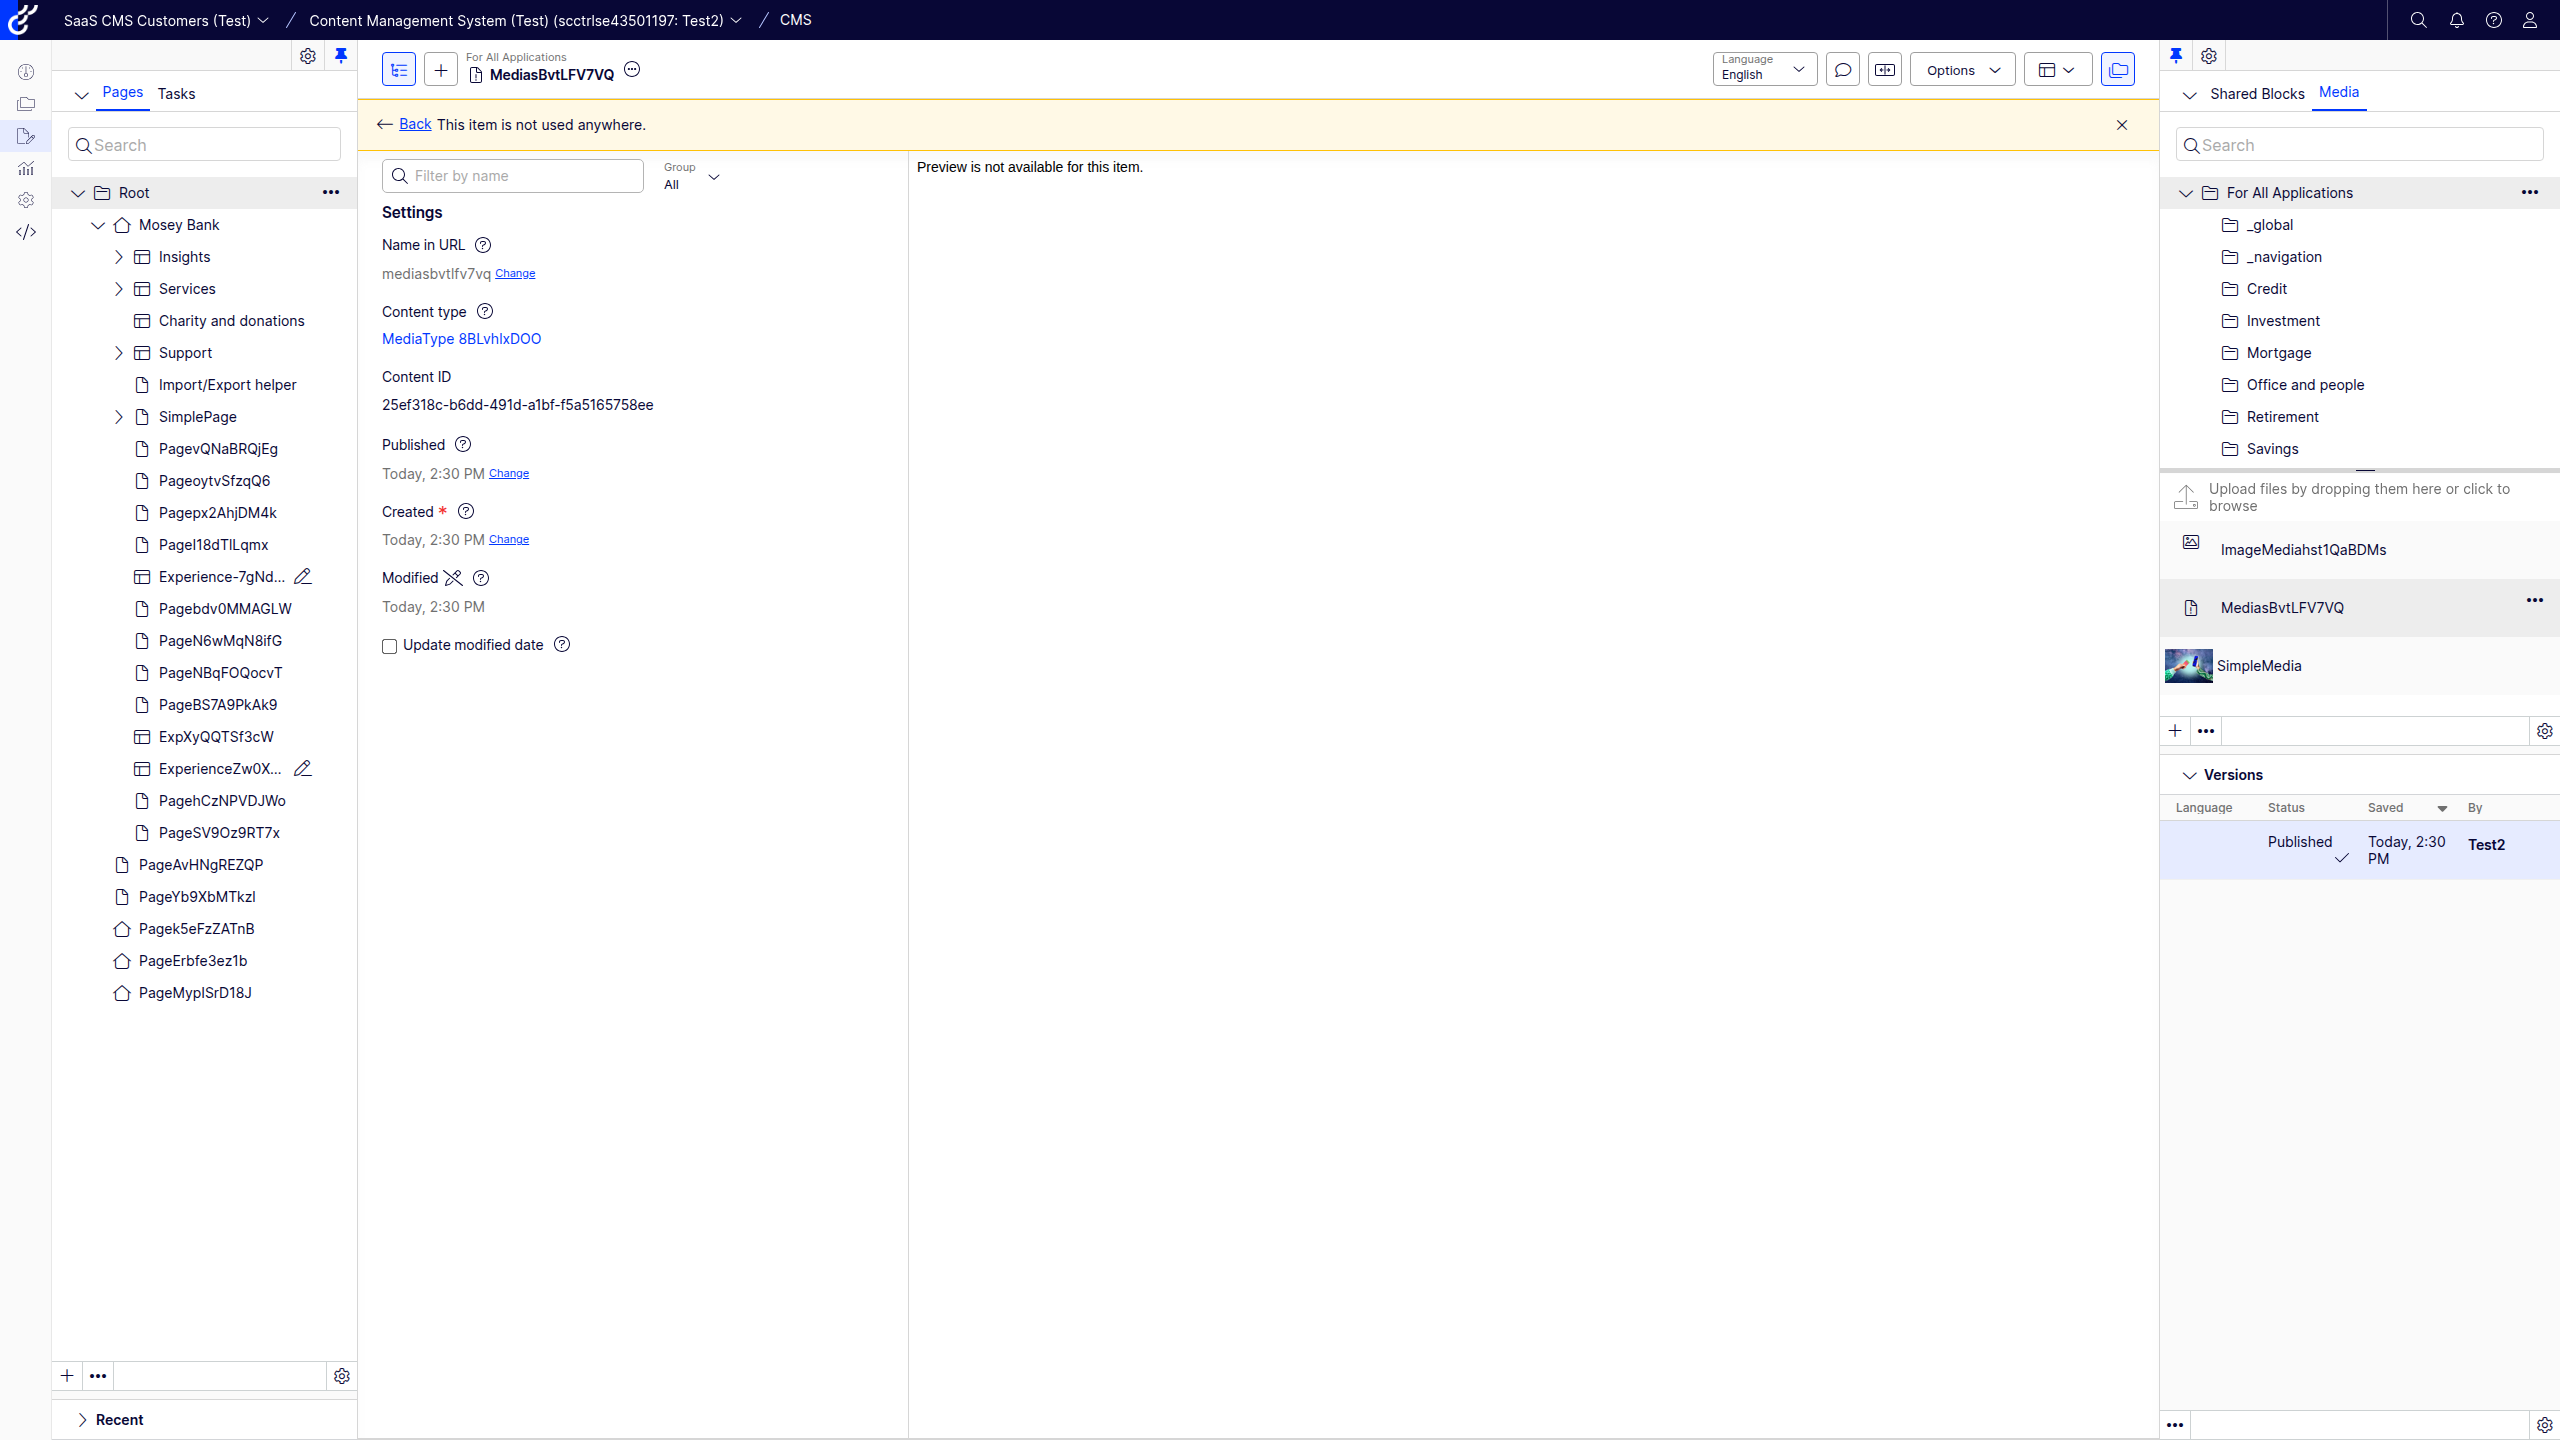 SaaS CMS Customers (Test) / Content Management System (Test) (scctrlse43501197: Test2) / CMS
Pages Tasks
Search
Root
Mosey Bank
Insights
Services
Charity and donations
Support
Import/Export helper
SimplePage
PagevQNaBRQjEg
PageoytvSfzqQ6
Pagepx2AhjDM4k
PageI18dTlLqmx
Experience-7gNd...
Pagebdv0MMAGLW
PageN6wMqN8ifG
PageNBqFOQocvT
PageBS7A9PkAk9
ExpXyQQTSf3cW
ExperienceZw0X...
PagehCzNPVDJWo
PageSV9Oz9RT7x
PageAvHNgREZQP
PageYb9XbMTkzI
Pagek5eFzZATnB
PageErbfe3ez1b
PageMypISrD18J
Recent
For All Applications
MediasBvtLFV7VQ
Language
English
Options
Back This item is not used anywhere.
Filter by name
Group
All
Settings
Name in URL
mediasbvtlfv7vq Change
Content type
MediaType 8BLvhlxDOO
Content ID
25ef318c-b6dd-491d-a1bf-f5a5165758ee
Published
Today, 2:30 PM Change
Created *
Today, 2:30 PM Change
Modified
Today, 2:30 PM
Update modified date
Preview is not available for this item.
Shared Blocks Media
Search
For All Applications
_global
_navigation
Credit
Investment
Mortgage
Office and people
Retirement
Savings
Upload files by dropping them here or click to
browse
ImageMediahst1QaBDMs
MediasBvtLFV7VQ
SimpleMedia
Versions
Language Status Saved By
Published Today, 2:30 Test2
PM